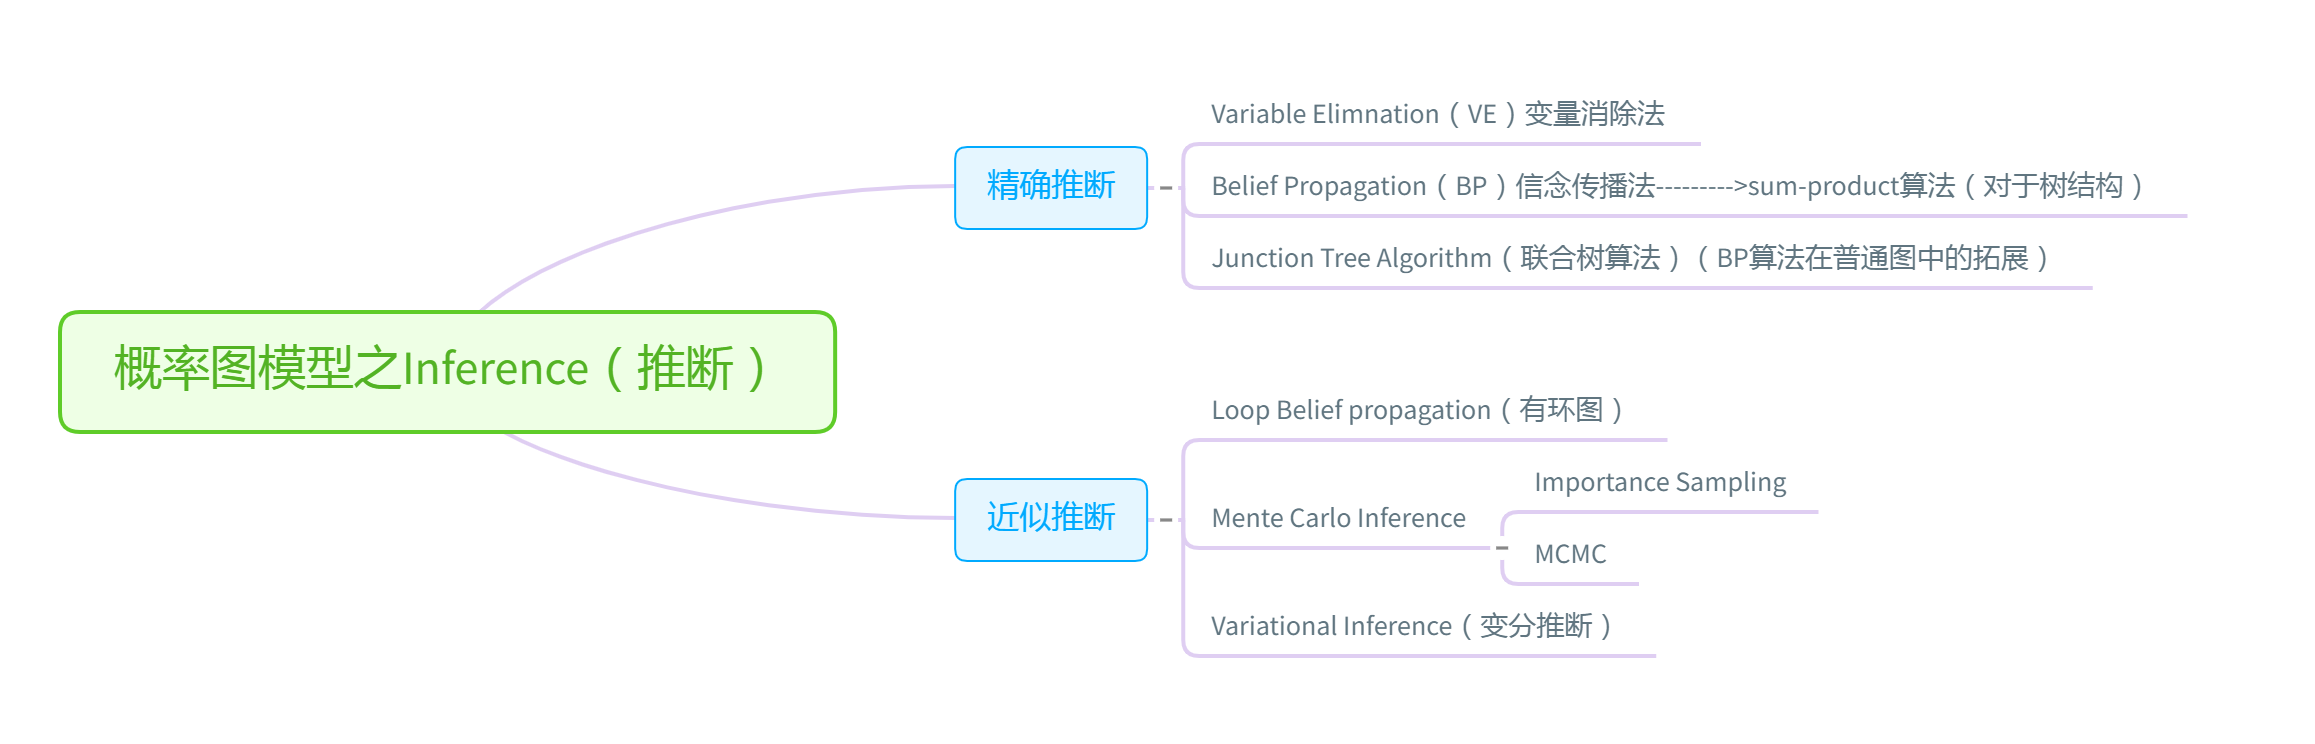 概率图模型之Inference（推断）
精确推断
Variable Elimnation（VE）变量消除法
Belief Propagation（BP）信念传播法--------->sum-product算法（对于树结构）
Junction Tree Algorithm（联合树算法）（BP算法在普通图中的拓展）
近似推断
Loop Belief propagation（有环图）
Mente Carlo Inference
Importance Sampling
MCMC
Variational Inference（变分推断）